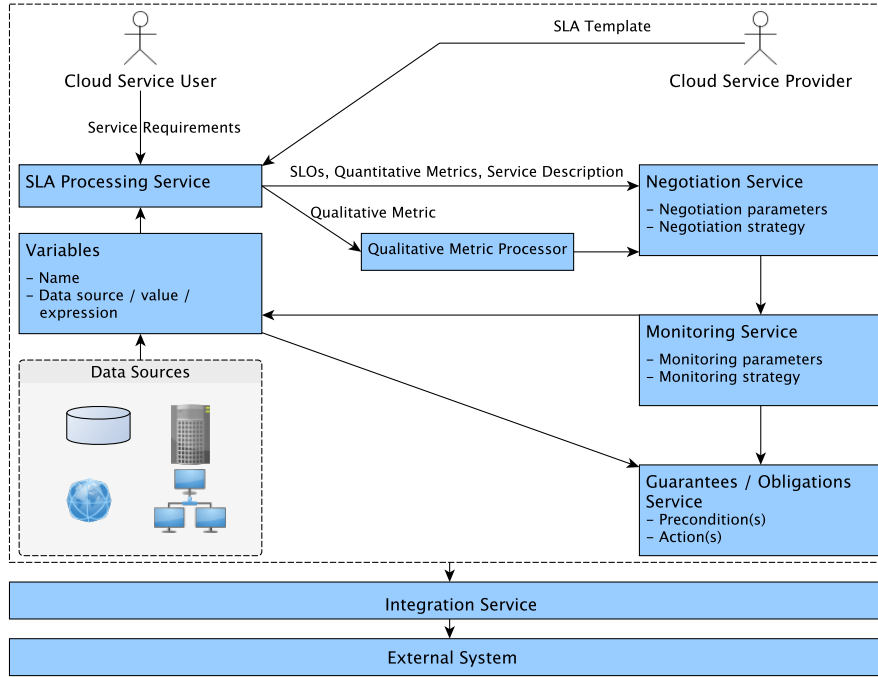 SLA Template
Cloud Service User
Cloud Service Provider
Service Requirements
SLA Processing Service
SLOs, Quantitative Metrics, Service Description
Negotiation Service
– Negotiation parameters
– Negotiation strategy
Qualitative Metric
Qualitative Metric Processor
Variables
– Name
– Data source / value /
expression
Monitoring Service
– Monitoring parameters
– Monitoring strategy
Data Sources
Guarantees / Obligations
Service
– Precondition(s)
– Action(s)
Integration Service
External System